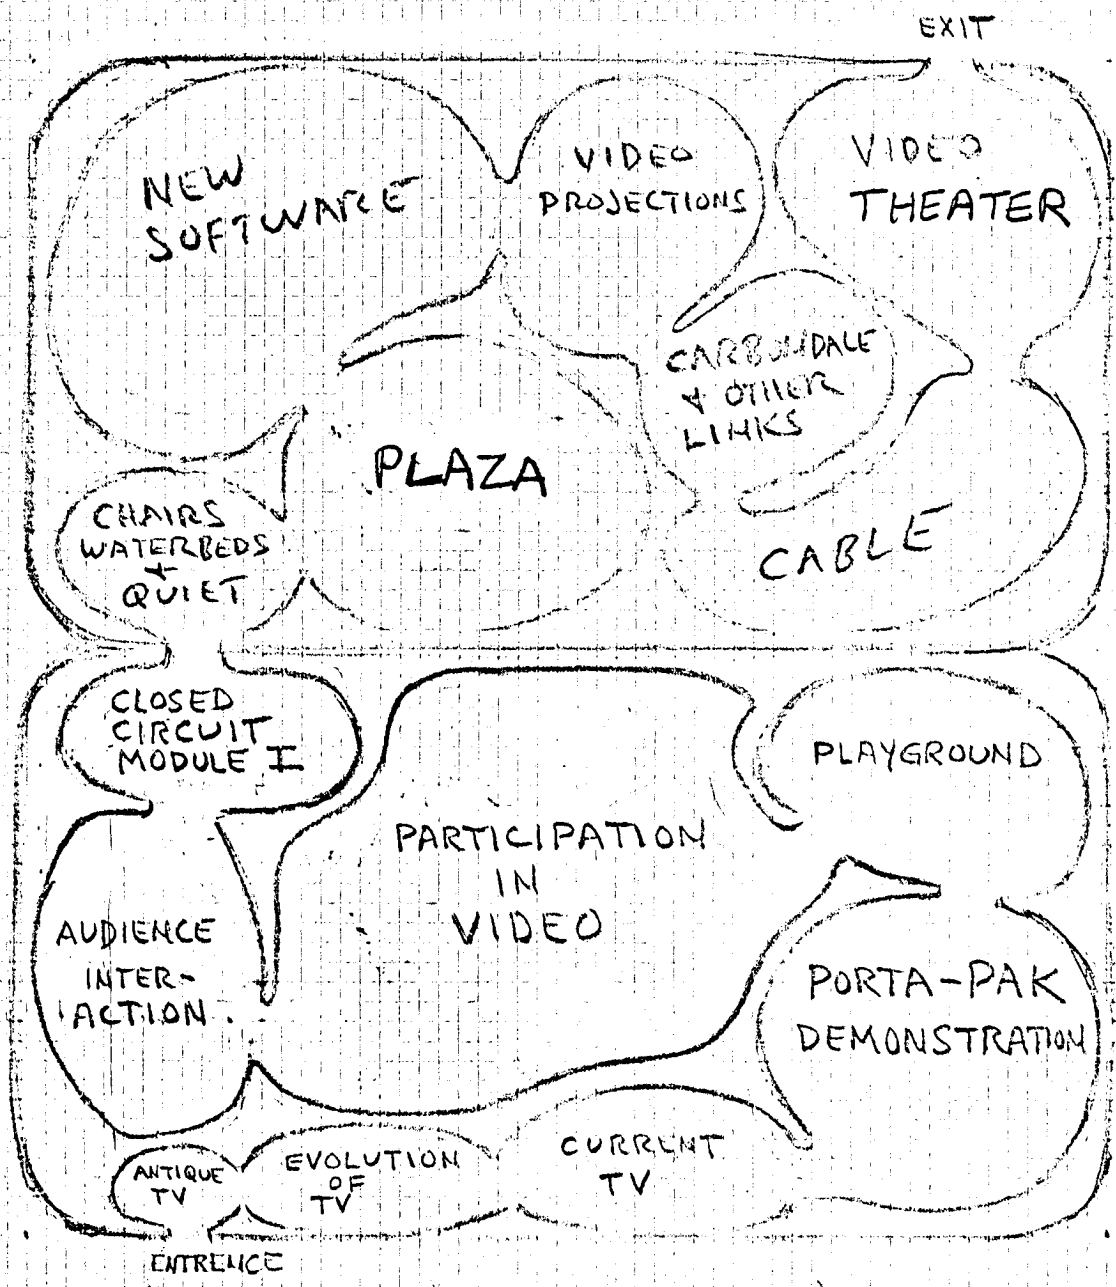 EXIT
NEW
SOFTWARE
VIDEO
PROJECTIONS
VIDEO
THEATER
CARBONDALE
& OTHER
LINKS
PLAZA
CHAIRS
WATERBEDS
+
QUIET
CABLE
CLOSED
CIRCUIT
MODULE I
PLAYGROUND
PARTICIPATION
IN
VIDEO
AUDIENCE
INTER-
ACTION.
PORTA-PAK
DEMONSTRATION
ANTIQUE
TV
EVOLUTION
OF
TV
CURRENT
TV
ENTRENCE